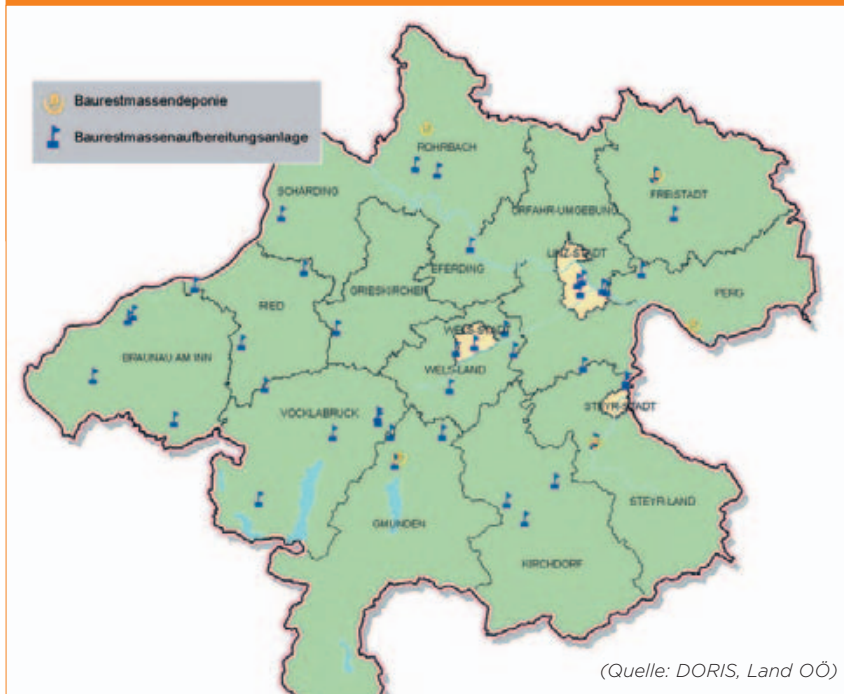 Baurestmassendeponie
Baurestmassenaufbereitungsanlage
ROHRBACH
SCHÄRDING
FREISTADT
URFAHR-UMGEBUNG
LINZ-STADT
EFERDING
GRIESKIRCHEN
PERG
RIED
WELS-STADT
BRAUNAU AM INN
WELS-LAND
STEYR-STADT
VÖCKLABRUCK
STEYR-LAND
GMUNDEN
KIRCHDORF
(Quelle: DORIS, Land OÖ)